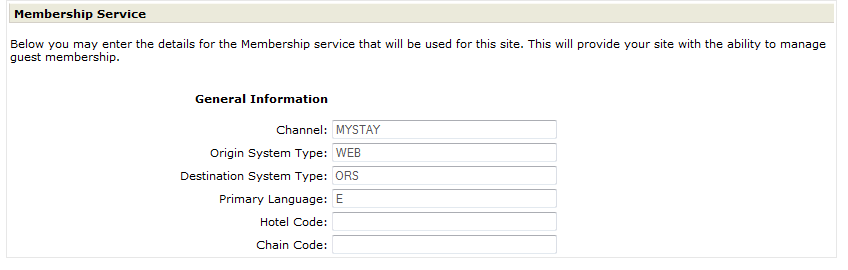 Membership Service
Below you may enter the details for the Membership service that will be used for this site. This will provide your site with the ability to manage
guest membership.
General Information
Channel: MYSTAY
Origin System Type: WEB
Destination System Type: ORS
Primary Language: E
Hotel Code:
Chain Code: